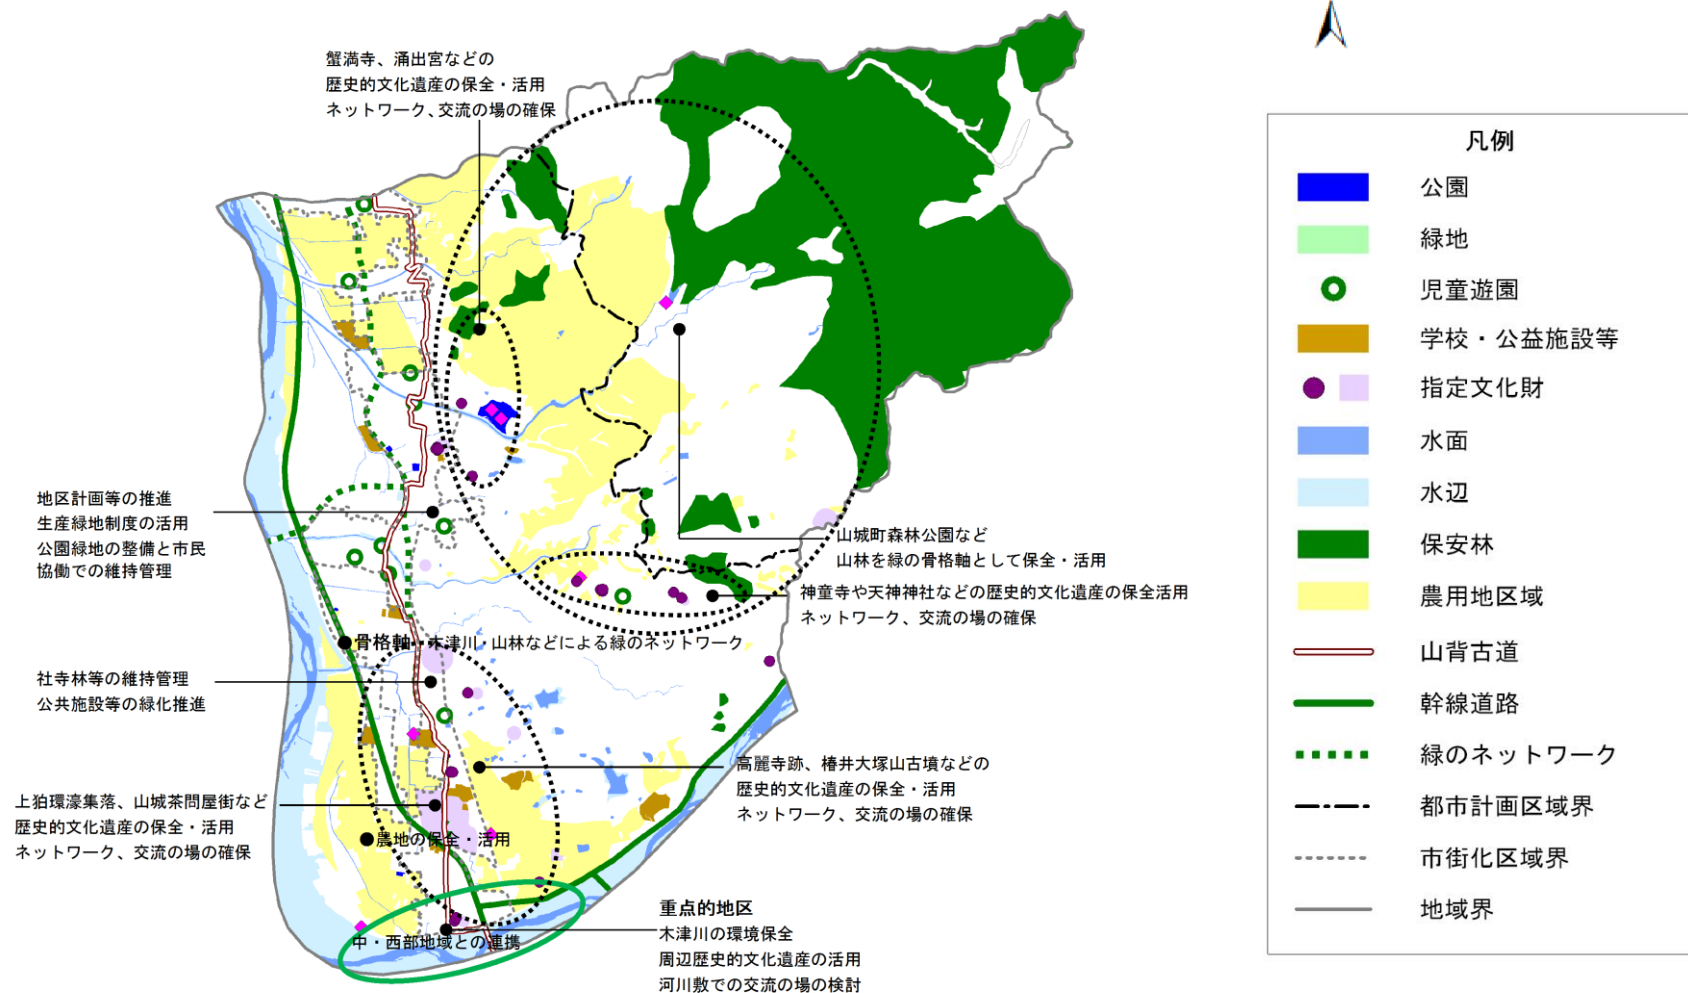 蟹満寺、涌出宮などの
歴史的文化遺産の保全・活用
ネットワーク、交流の場の確保
地区計画等の推進
生産緑地制度の活用
公園緑地の整備と市民
協働での維持管理
山城町森林公園など
山林を緑の骨格軸として保全・活用
神童寺や天神神社などの歴史的文化遺産の保全活用
ネットワーク、交流の場の確保
骨格軸 木津川・山林などによる緑のネットワーク
社寺林等の維持管理
公共施設等の緑化推進
高麗寺跡、椿井大塚山古墳などの
歴史的文化遺産の保全・活用
ネットワーク、交流の場の確保
上狛環濠集落、山城茶問屋街など
歴史的文化遺産の保全・活用
ネットワーク、交流の場の確保
農地の保全・活用
中・西部地域との連携
重点的地区
木津川の環境保全
周辺歴史的文化遺産の活用
河川敷での交流の場の検討
凡例
公園
緑地
児童遊園
学校・公益施設等
指定文化財
水面
水辺
保安林
農用地区域
山背古道
幹線道路
緑のネットワーク
都市計画区域界
市街化区域界
地域界